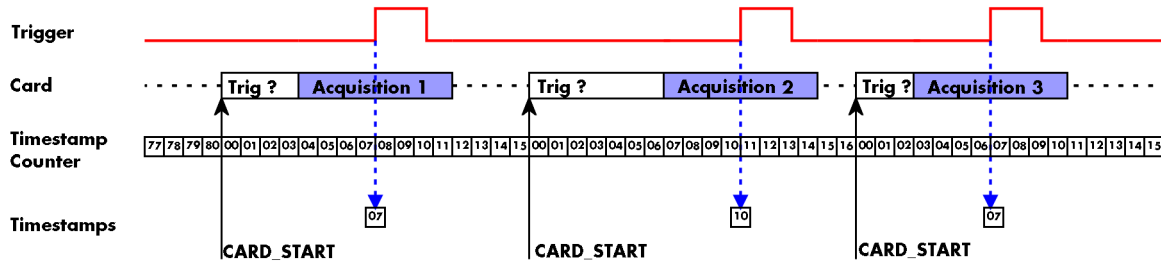 Trigger
Card
Trig ? Acquisition 1 Trig ? Acquisition 2 Trig ? Acquisition 3
Timestamp
Counter
77 78 79 80 00 01 02 03 04 05 06 07 08 09 10 11 12 13 14 15 00 01 02 03 04 05 06 07 08 09 10 11 12 13 14 15 16 00 01 02 03 04 05 06 07 08 09 10 11 12 13 14 15
Timestamps
07 10 07
CARD_START CARD_START CARD_START